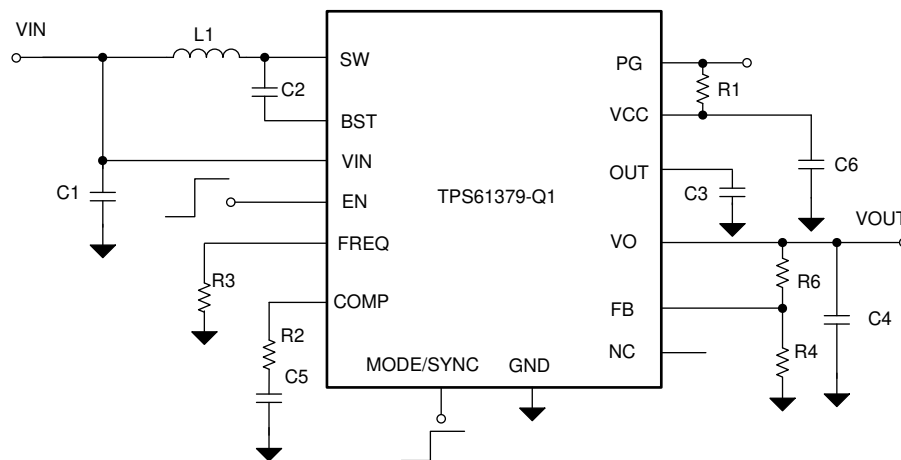 VIN
L1
C2
C1
R3
R2
C5
SW
BST
VIN
EN
FREQ
COMP
MODE/SYNC
GND
TPS61379-Q1
PG
VCC
OUT
VO
FB
NC
R1
C6
C3
VOUT
R6
C4
R4